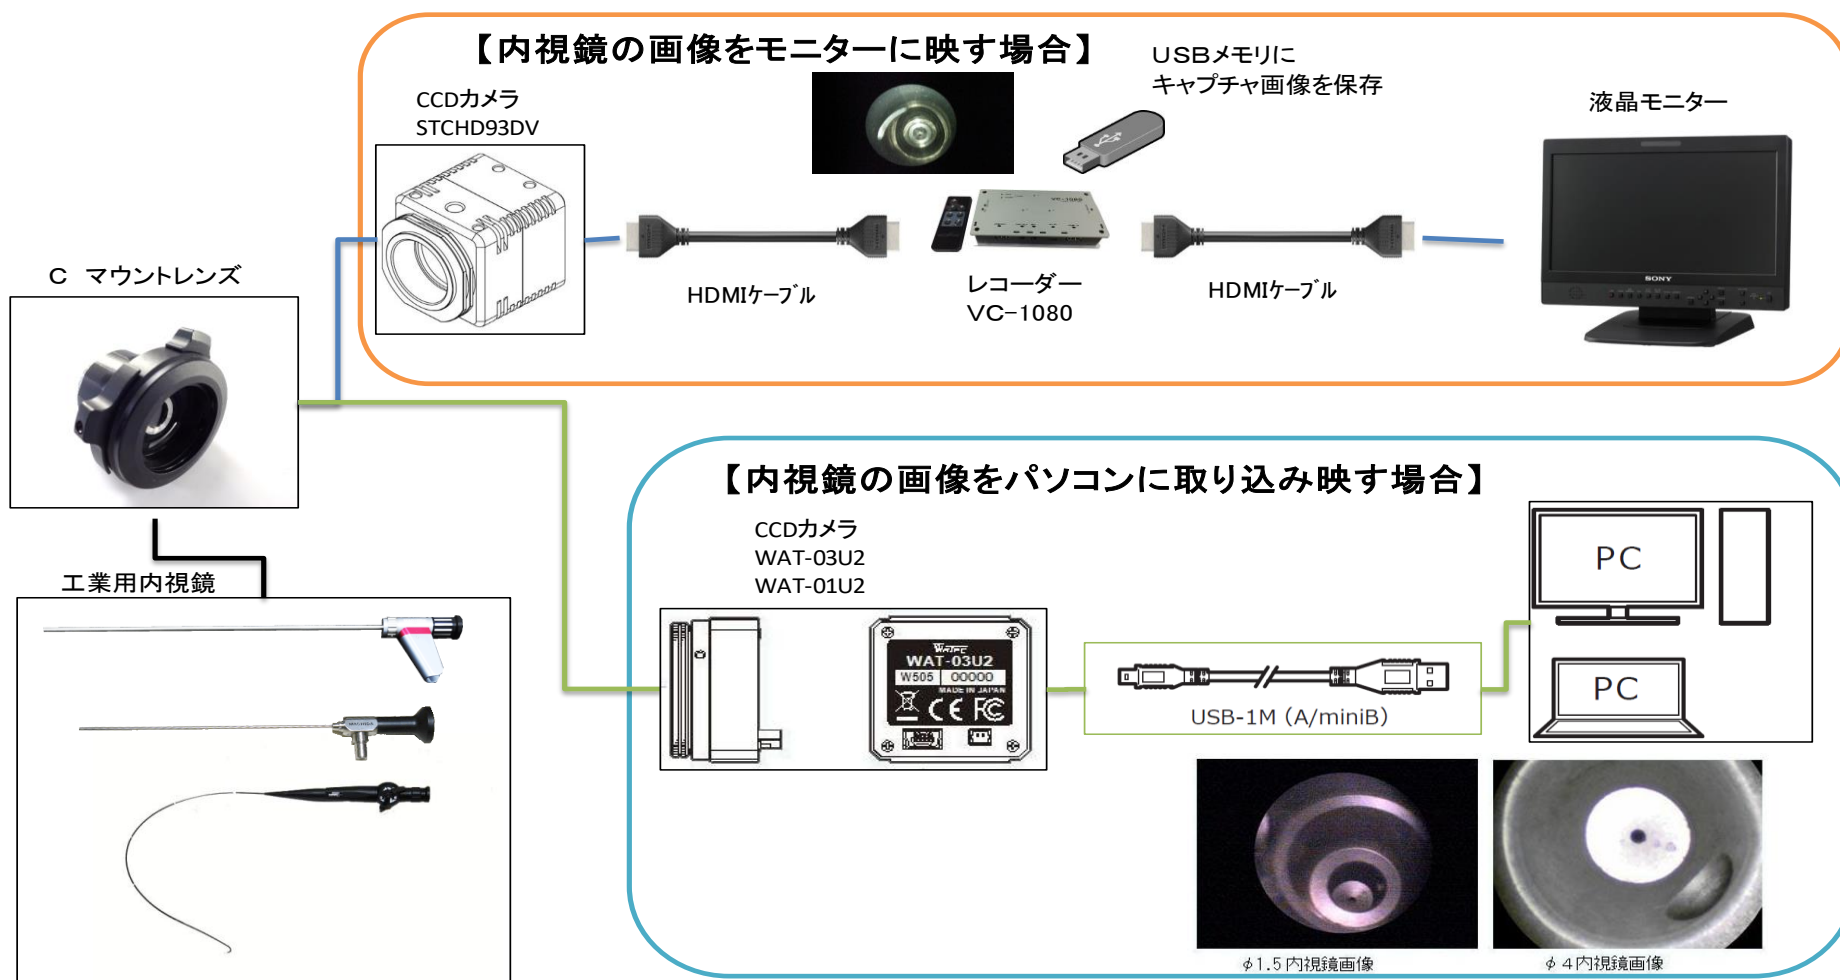 【内視鏡の画像をモニターに映す場合】
USBメモリに
キャプチャ画像を保存
CCDカメラ
STCHD93DV
液晶モニター
VC-1080
SONY
HDMIケーブル
レコーダー
VC-1080
HDMIケーブル
C マウントレンズ
工業用内視鏡
【内視鏡の画像をパソコンに取り込み映す場合】
CCDカメラ
WAT-03U2
WAT-01U2
WATEC
WAT-03U2
W505 00000
MADE IN JAPAN
CE FC
USB-1M (A/miniB)
PC
PC
φ1.5内視鏡画像
φ4内視鏡画像